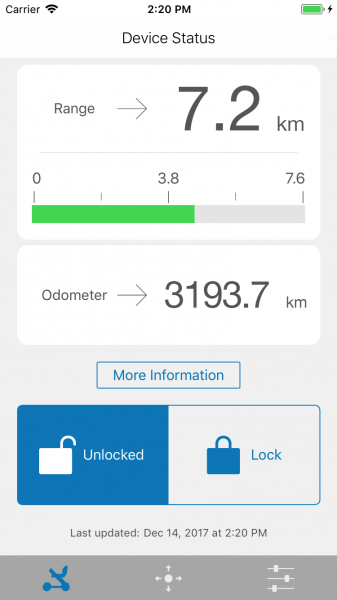 Carrier 2:20 PM
Device Status
Range 7.2 km
0 3.8 7.6
Odometer 3193.7 km
More Information
Unlocked Lock
Last updated: Dec 14, 2017 at 2:20 PM